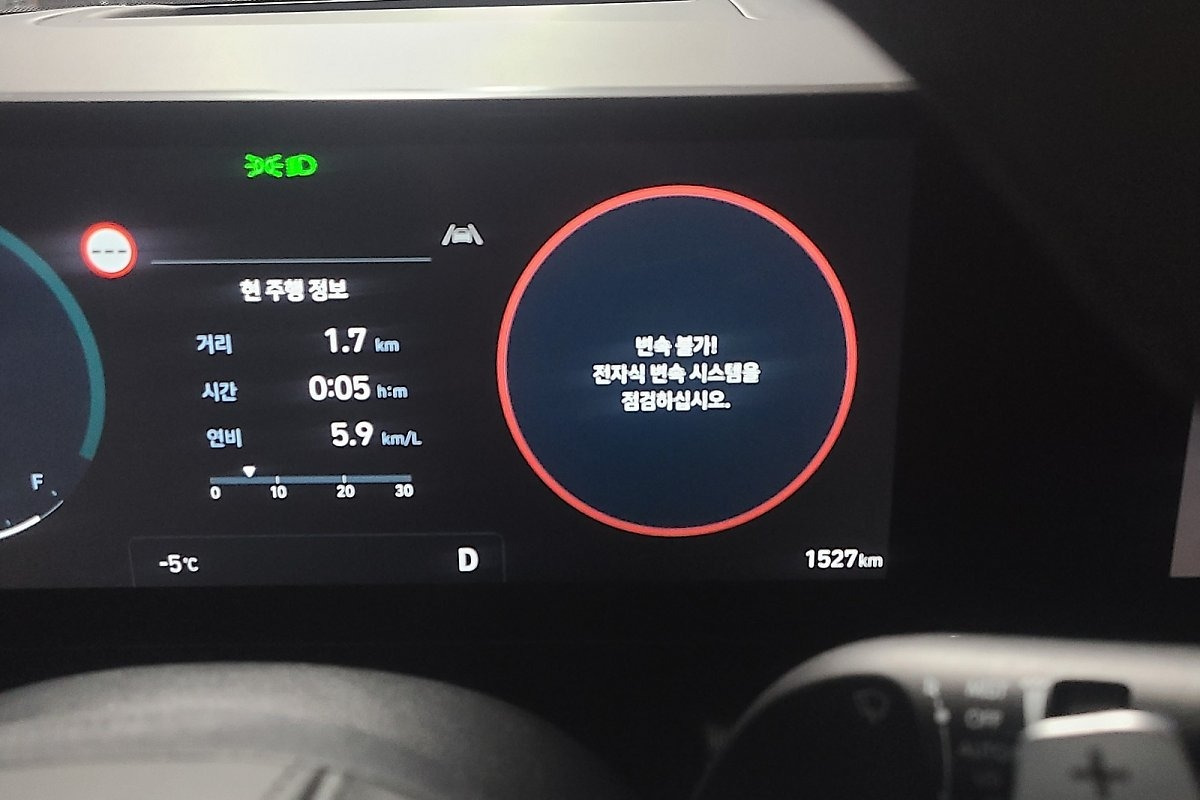 현 주행 정보
거리 1.7 km
시간 0:05 h:m
연비 5.9 km/L
0 10 20 30
F
-5℃ D
변속 불가!
전자식 변속 시스템을
점검하십시오.
1527km
OFF
+